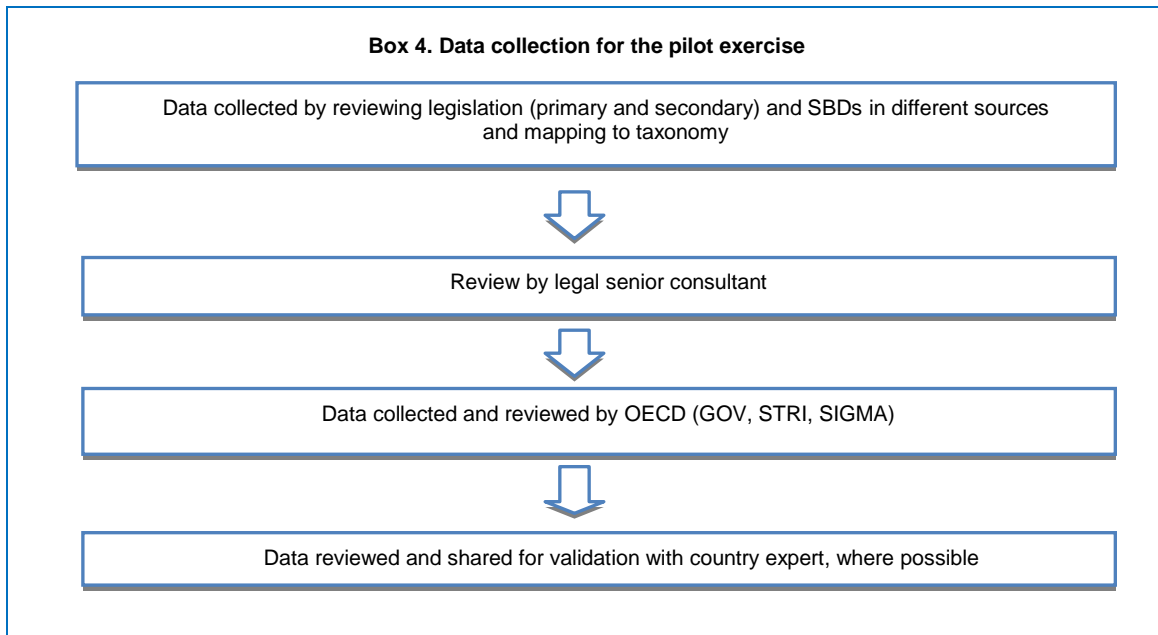 Box 4. Data collection for the pilot exercise
Data collected by reviewing legislation (primary and secondary) and SBDs in different sources
and mapping to taxonomy
Review by legal senior consultant
Data collected and reviewed by OECD (GOV, STRI, SIGMA)
Data reviewed and shared for validation with country expert, where possible